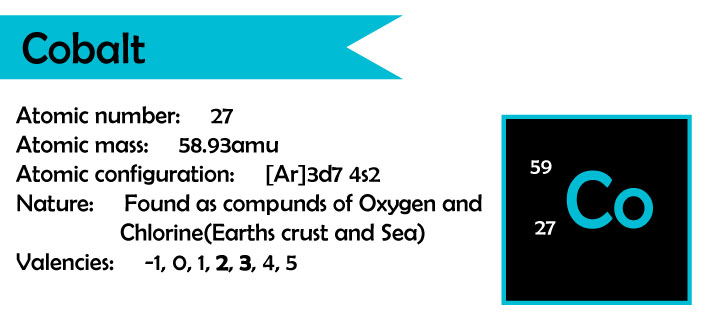 Cobalt
Atomic number: 27
Atomic mass: 58.93amu
Atomic configuration: [Ar]3d7 4s2
Nature: Found as compunds of Oxygen and
Chlorine(Earths crust and Sea)
Valencies: -1, 0, 1, 2, 3, 4, 5
59
Co
27